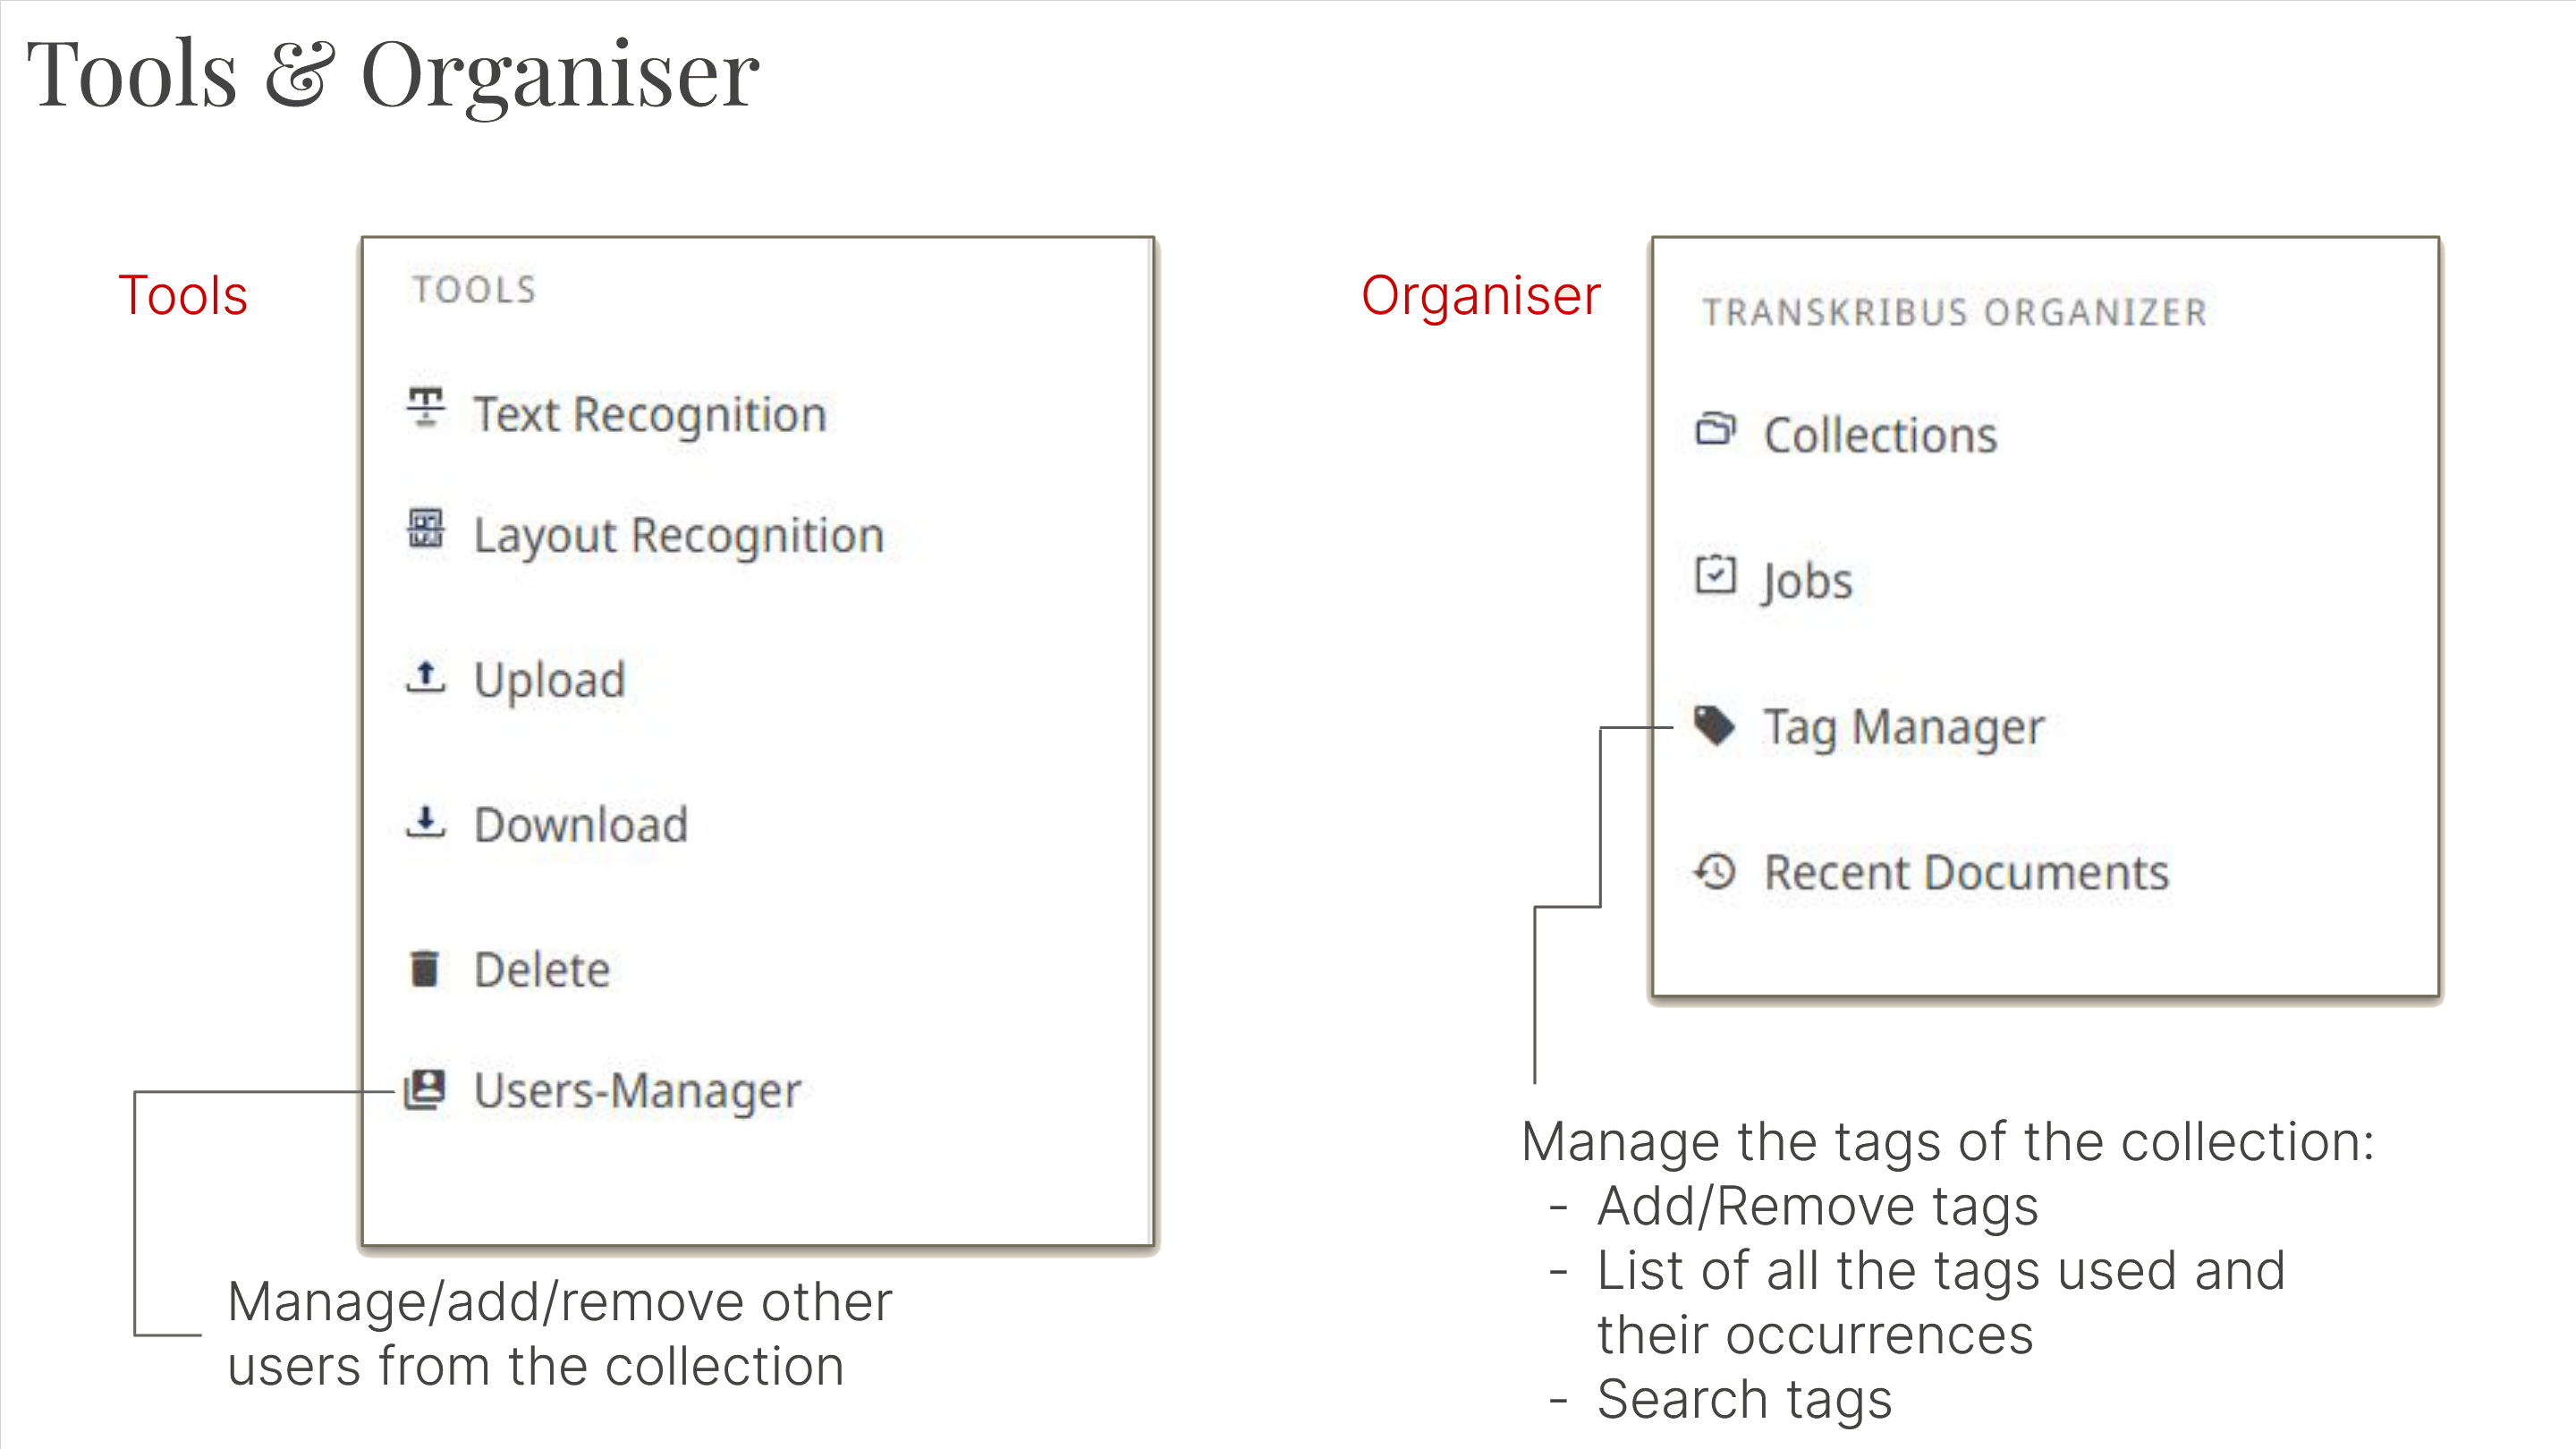 Tools & Organiser
Tools
TOOLS
Text Recognition
Layout Recognition
Upload
Download
Delete
Users-Manager
Manage/add/remove other
users from the collection
Organiser
TRANSKRIBUS ORGANIZER
Collections
Jobs
Tag Manager
Recent Documents
Manage the tags of the collection:
- Add/Remove tags
- List of all the tags used and
their occurrences
- Search tags